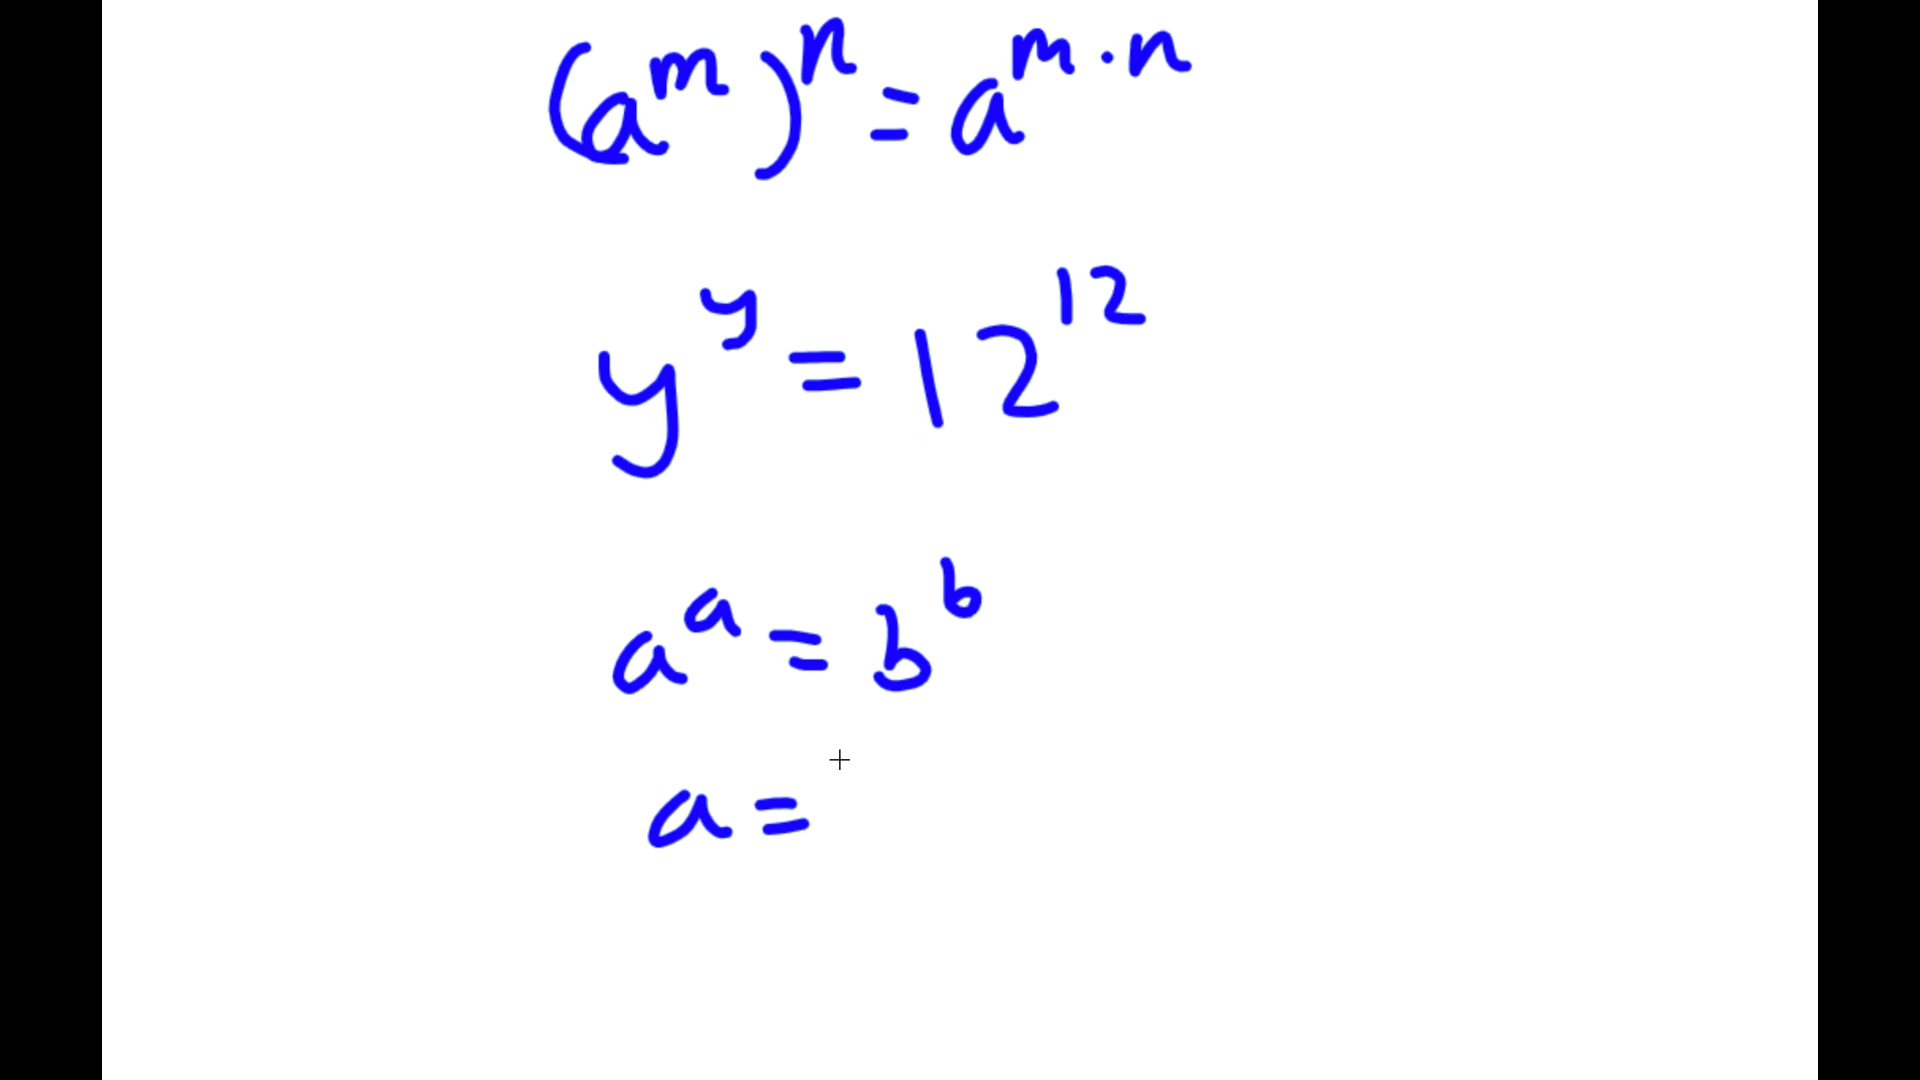 (a^m)^n = a^{m·n}
y^y = 12^{12}
a^a = b^b
a =